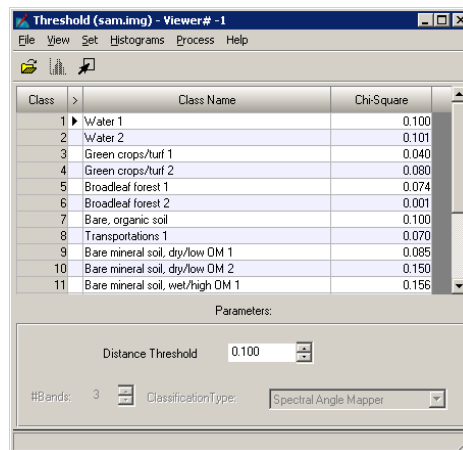 Threshold (sam.img) - Viewer# -1
File View Set Histograms Process Help
Class > Class Name Chi-Square
1 Water 1 0.100
2 Water 2 0.101
3 Green crops/turf 1 0.040
4 Green crops/turf 2 0.080
5 Broadleaf forest 1 0.074
6 Broadleaf forest 2 0.001
7 Bare, organic soil 0.100
8 Transportations 1 0.070
9 Bare mineral soil, dry/low OM 1 0.085
10 Bare mineral soil, dry/low OM 2 0.150
11 Bare mineral soil, wet/high OM 1 0.156
Parameters:
Distance Threshold 0.100
#Bands: 3 ClassificationType: Spectral Angle Mapper